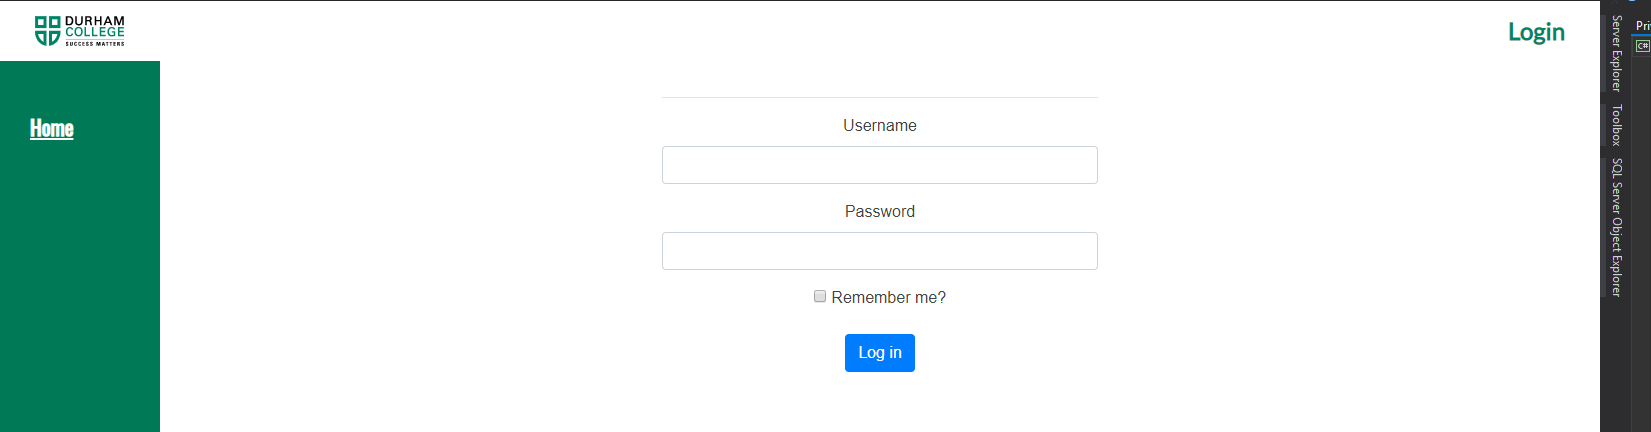 DURHAM
COLLEGE
SUCCESS MATTERS
Login
Home
Username
Password
Remember me?
Log in
Server Explorer
Toolbox
SQL Server Object Explorer
Pri
C#